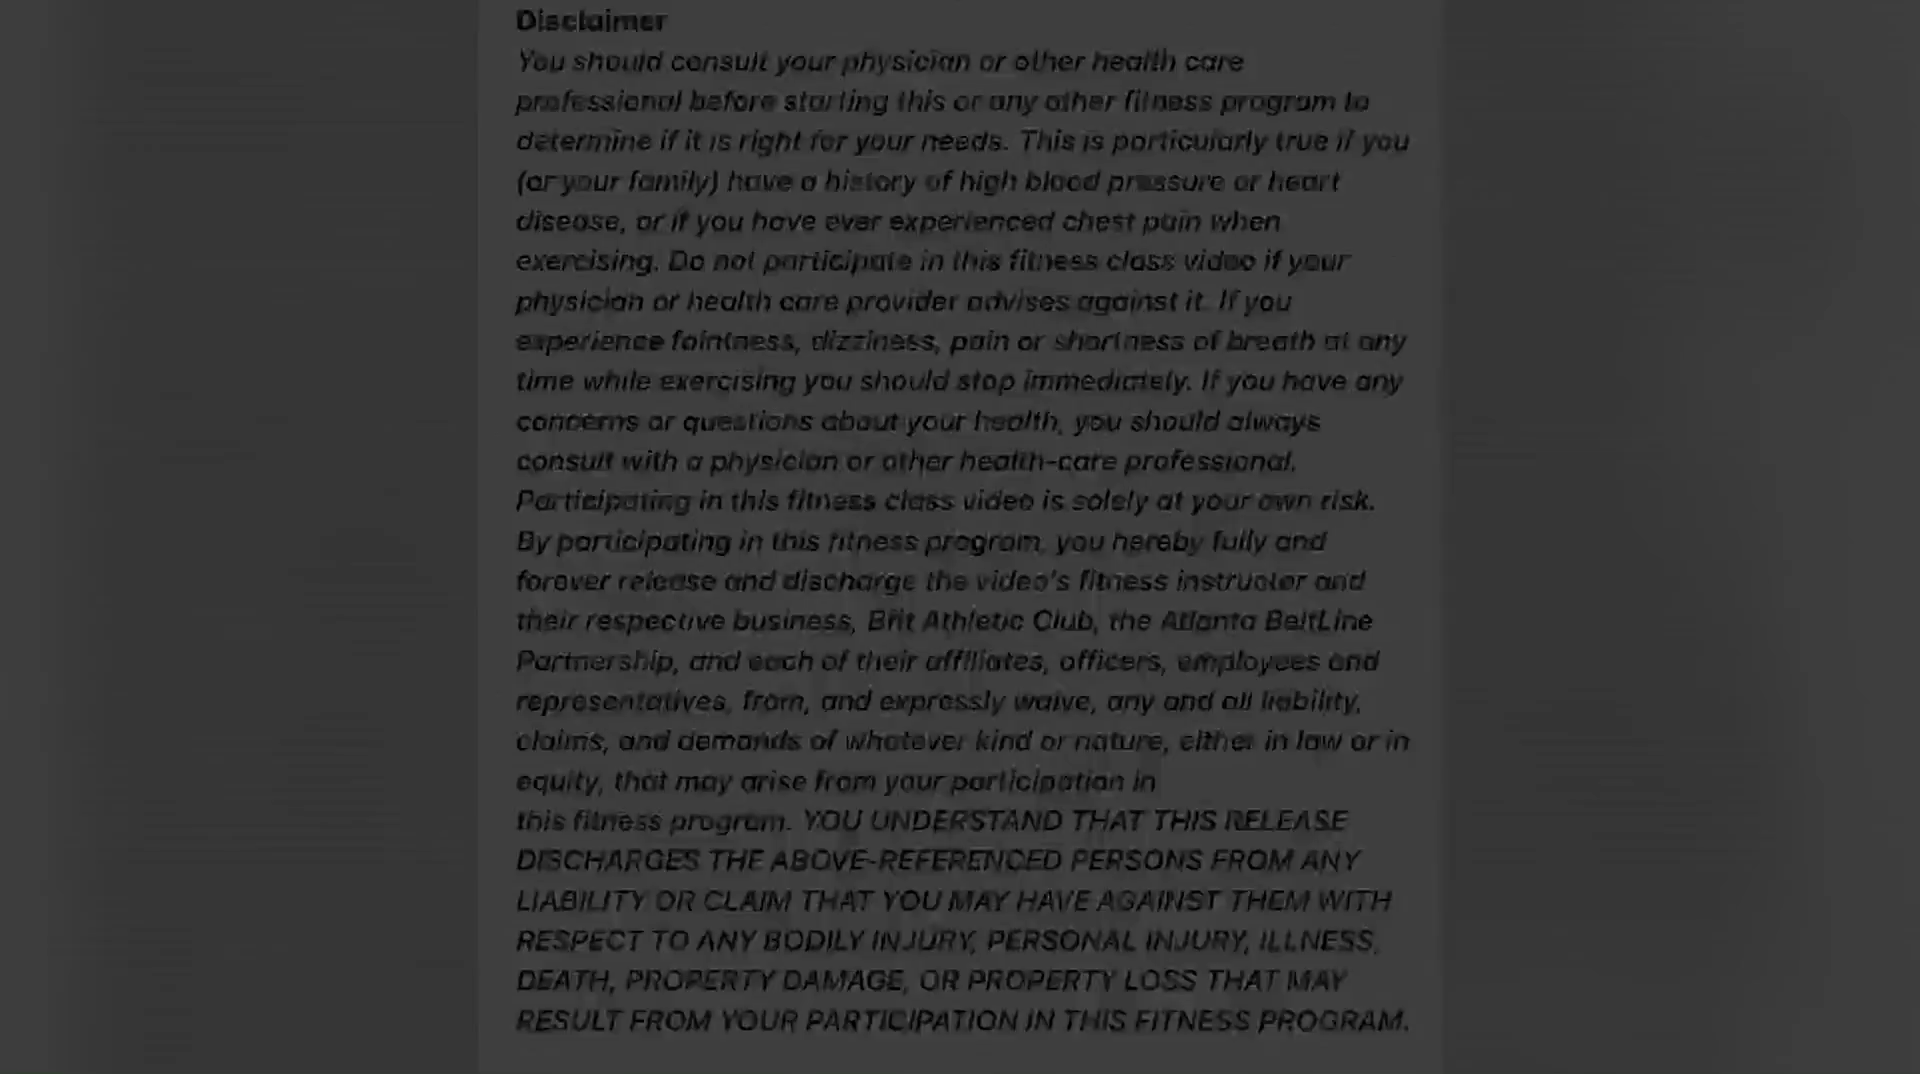 Disclaimer
You should consult your physician or other health care
professional before starting this or any other fitness program to
determine if it is right for your needs. This is particularly true if you
(or your family) have a history of high blood pressure or heart
disease, or if you have ever experienced chest pain when
exercising. Do not participate in this fitness class video if your
physician or health care provider advises against it. If you
experience faintness, dizziness, pain or shortness of breath at any
time while exercising you should stop immediately. If you have any
concerns or questions about your health, you should always
consult with a physician or other health-care professional.
Participating in this fitness class video is solely at your own risk.
By participating in this fitness program, you hereby fully and
forever release and discharge the video's fitness instructor and
their respective business, Bfit Athletic Club, the Atlanta BeltLine
Partnership, and each of their affiliates, officers, employees and
representatives, from, and expressly waive, any and all liability,
claims, and demands of whatever kind or nature, either in law or in
equity, that may arise from your participation in
this fitness program. YOU UNDERSTAND THAT THIS RELEASE
DISCHARGES THE ABOVE-REFERENCED PERSONS FROM ANY
LIABILITY OR CLAIM THAT YOU MAY HAVE AGAINST THEM WITH
RESPECT TO ANY BODILY INJURY, PERSONAL INJURY, ILLNESS,
DEATH, PROPERTY DAMAGE, OR PROPERTY LOSS THAT MAY
RESULT FROM YOUR PARTICIPATION IN THIS FITNESS PROGRAM.